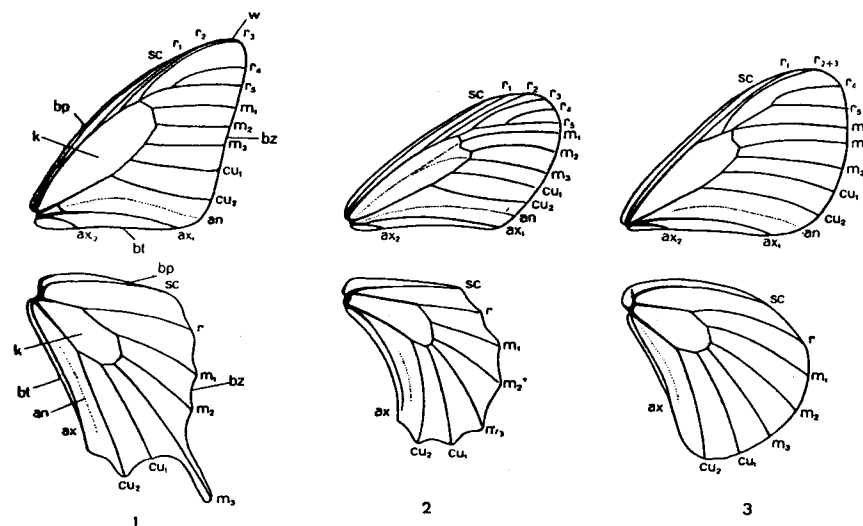 w
sc r₁ r₂ r₃
r₄
r₅
m₁
m₂
bz
m₃
cu₁
cu₂
an
ax₁
ax₂
bt
bp
k
bp
sc
r
k
m₁
bz
bt
m₂
an
ax
cu₁
cu₂
m₃
1
sc r₁ r₂ r₃
r₄
r₅
m₁
m₂
m₃
cu₁
cu₂
an
ax₁
ax₂
sc
r
m₁
m₂
ax
m₃
cu₂ cu₁
2
sc r₁ r₂₊₃
r₄
r₅
cu₁
cu₂
an
ax₁
ax₂
sc
r
m₁
ax
m₂
m₃
cu₁
cu₂
3